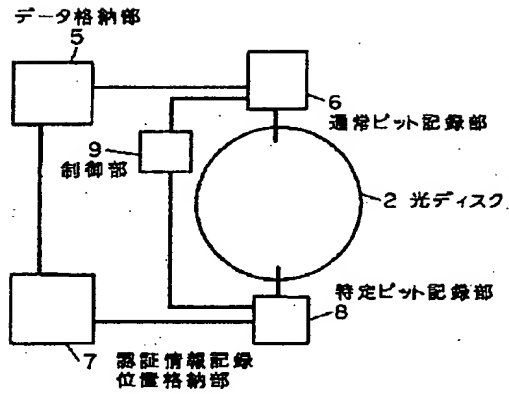 データ格納部
5
6
通常ピット記録部
9
制御部
2 光ディスク
特定ピット記録部
8
7 認証情報記録
位置格納部